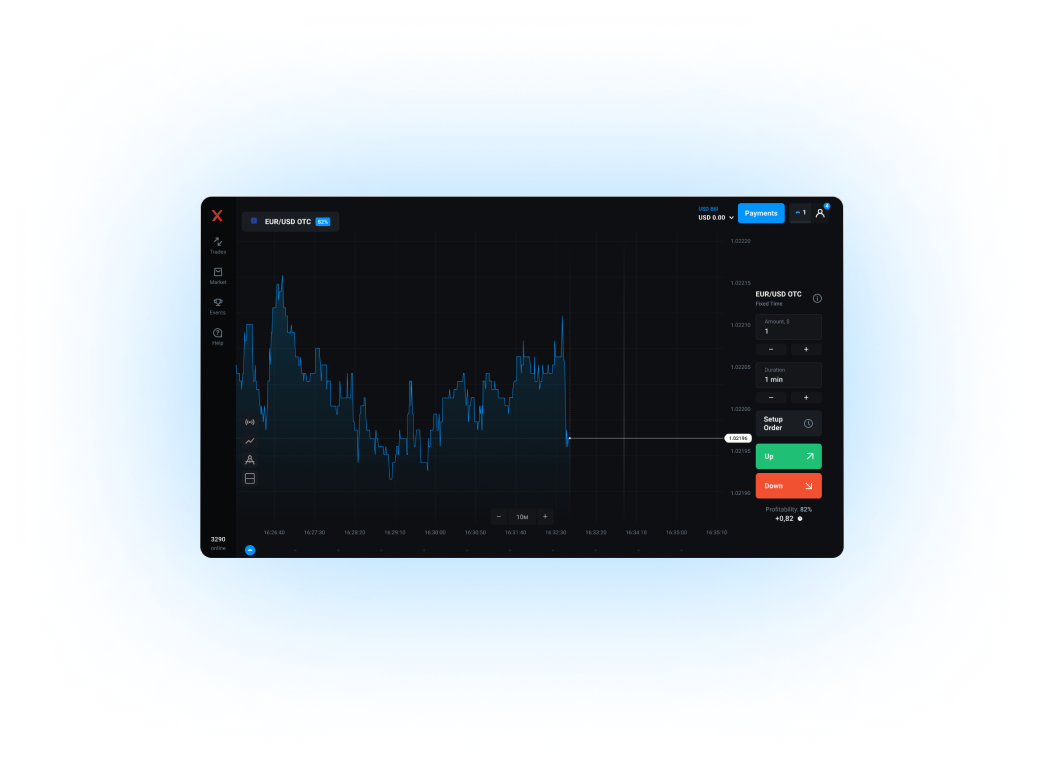 USD Bill
USD 0.00
Payments
1
4
EUR/USD OTC 82%
Trades
Market
Events
Help
1.02220
1.02215
1.02210
1.02205
1.02200
1.02196
1.02195
1.02190
EUR/USD OTC
Fixed Time
Amount, $
1
− +
Duration
1 min
− +
Setup
Order
Up
Down
Profitability: 82%
+0,82
− 10м +
16:26:40 16:27:30 16:28:20 16:29:10 16:30:00 16:30:50 16:31:40 16:32:30 16:33:20 16:34:10 16:35:00 16:35:10
3290
online